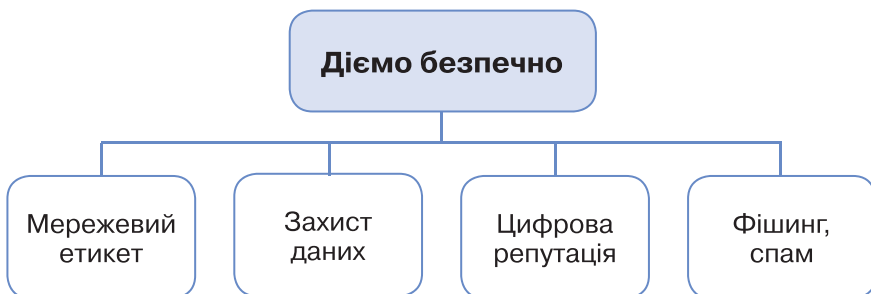 Діємо безпечно
Мережевий
етикет
Захист
даних
Цифрова
репутація
Фішинг,
спам